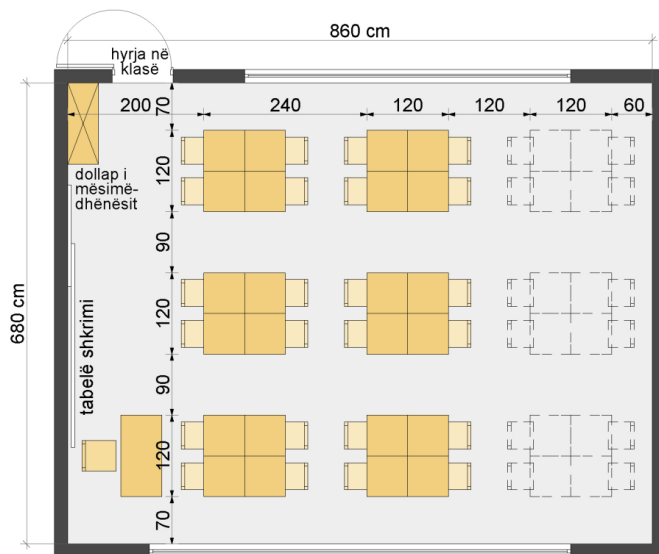 860 cm
hyrja në
klasë
200
240
120
120
120
60
70
120
90
120
90
120
70
dollap i
mësimë-
dhënësit
tabelë shkrimi
680 cm